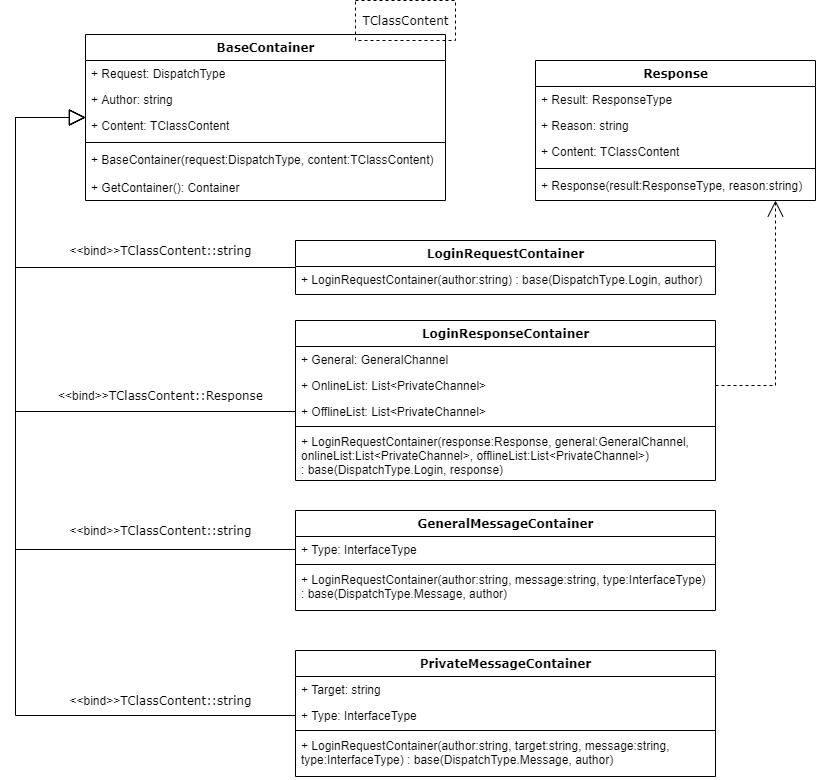 TClassContent
BaseContainer
+ Request: DispatchType
+ Author: string
+ Content: TClassContent
+ BaseContainer(request:DispatchType, content:TClassContent)
+ GetContainer(): Container
Response
+ Result: ResponseType
+ Reason: string
+ Content: TClassContent
+ Response(result:ResponseType, reason:string)
<<bind>>TClassContent::string
LoginRequestContainer
+ LoginRequestContainer(author:string) : base(DispatchType.Login, author)
<<bind>>TClassContent::Response
LoginResponseContainer
+ General: GeneralChannel
+ OnlineList: List<PrivateChannel>
+ OfflineList: List<PrivateChannel>
+ LoginRequestContainer(response:Response, general:GeneralChannel,
onlineList:List<PrivateChannel>, offlineList:List<PrivateChannel>)
: base(DispatchType.Login, response)
<<bind>>TClassContent::string
GeneralMessageContainer
+ Type: InterfaceType
+ LoginRequestContainer(author:string, message:string, type:InterfaceType)
: base(DispatchType.Message, author)
<<bind>>TClassContent::string
PrivateMessageContainer
+ Target: string
+ Type: InterfaceType
+ LoginRequestContainer(author:string, target:string, message:string,
type:InterfaceType) : base(DispatchType.Message, author)